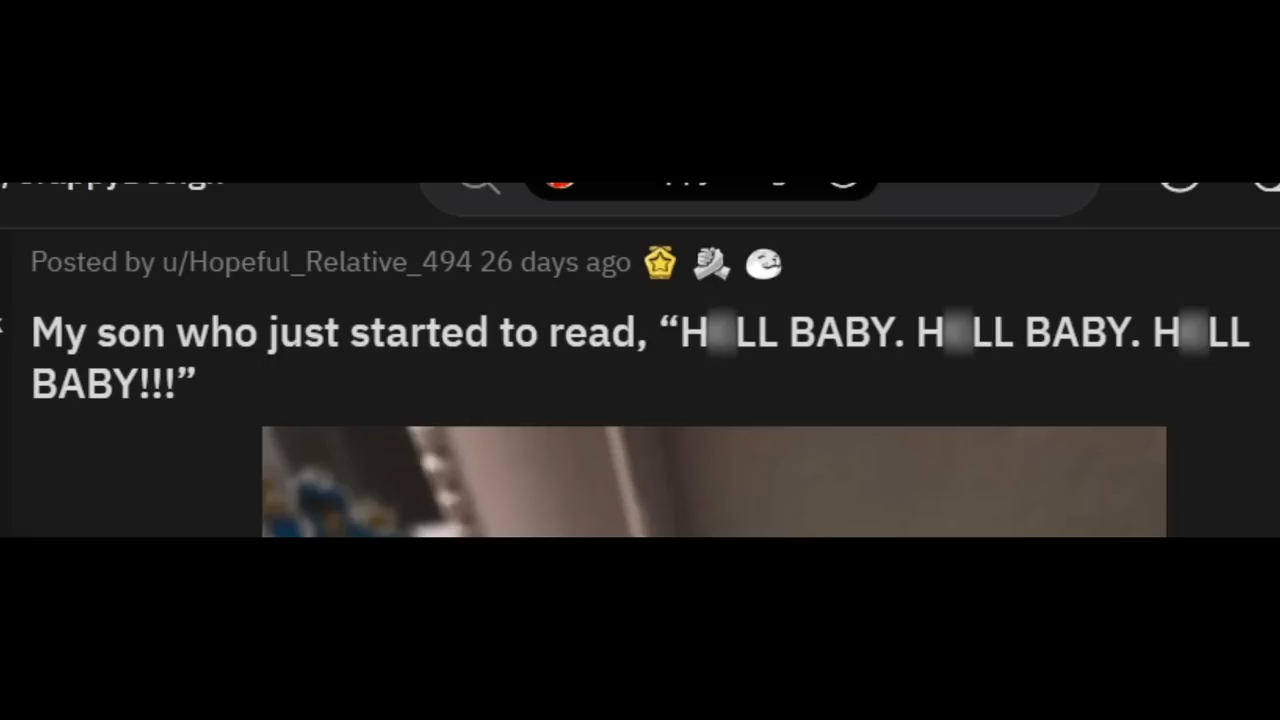 Posted by u/Hopeful_Relative_494 26 days ago
My son who just started to read, “H LL BABY. H LL BABY. H LL
BABY!!!”